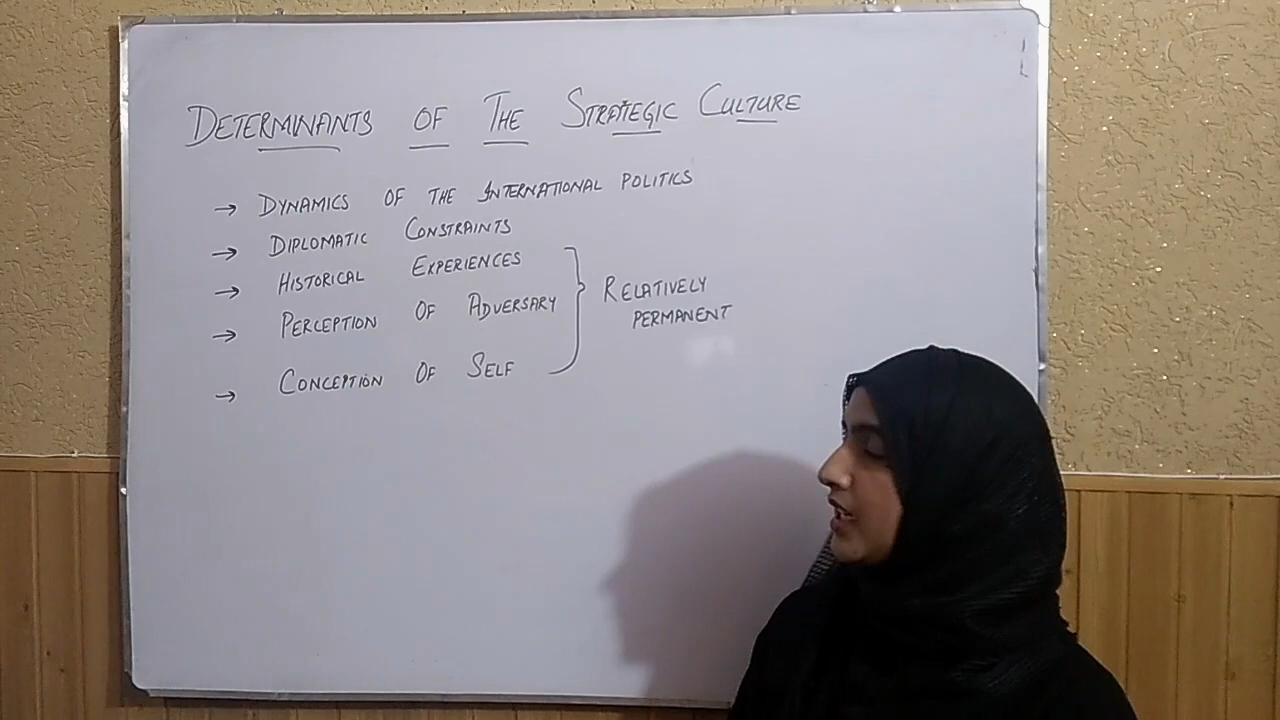 DETERMINANTS OF THE STRATEGIC CULTURE
→ DYNAMICS OF THE INTERNATIONAL POLITICS
→ DIPLOMATIC CONSTRAINTS
→ HISTORICAL EXPERIENCES
→ PERCEPTION OF ADVERSARY
→ CONCEPTION OF SELF
RELATIVELY
PERMANENT